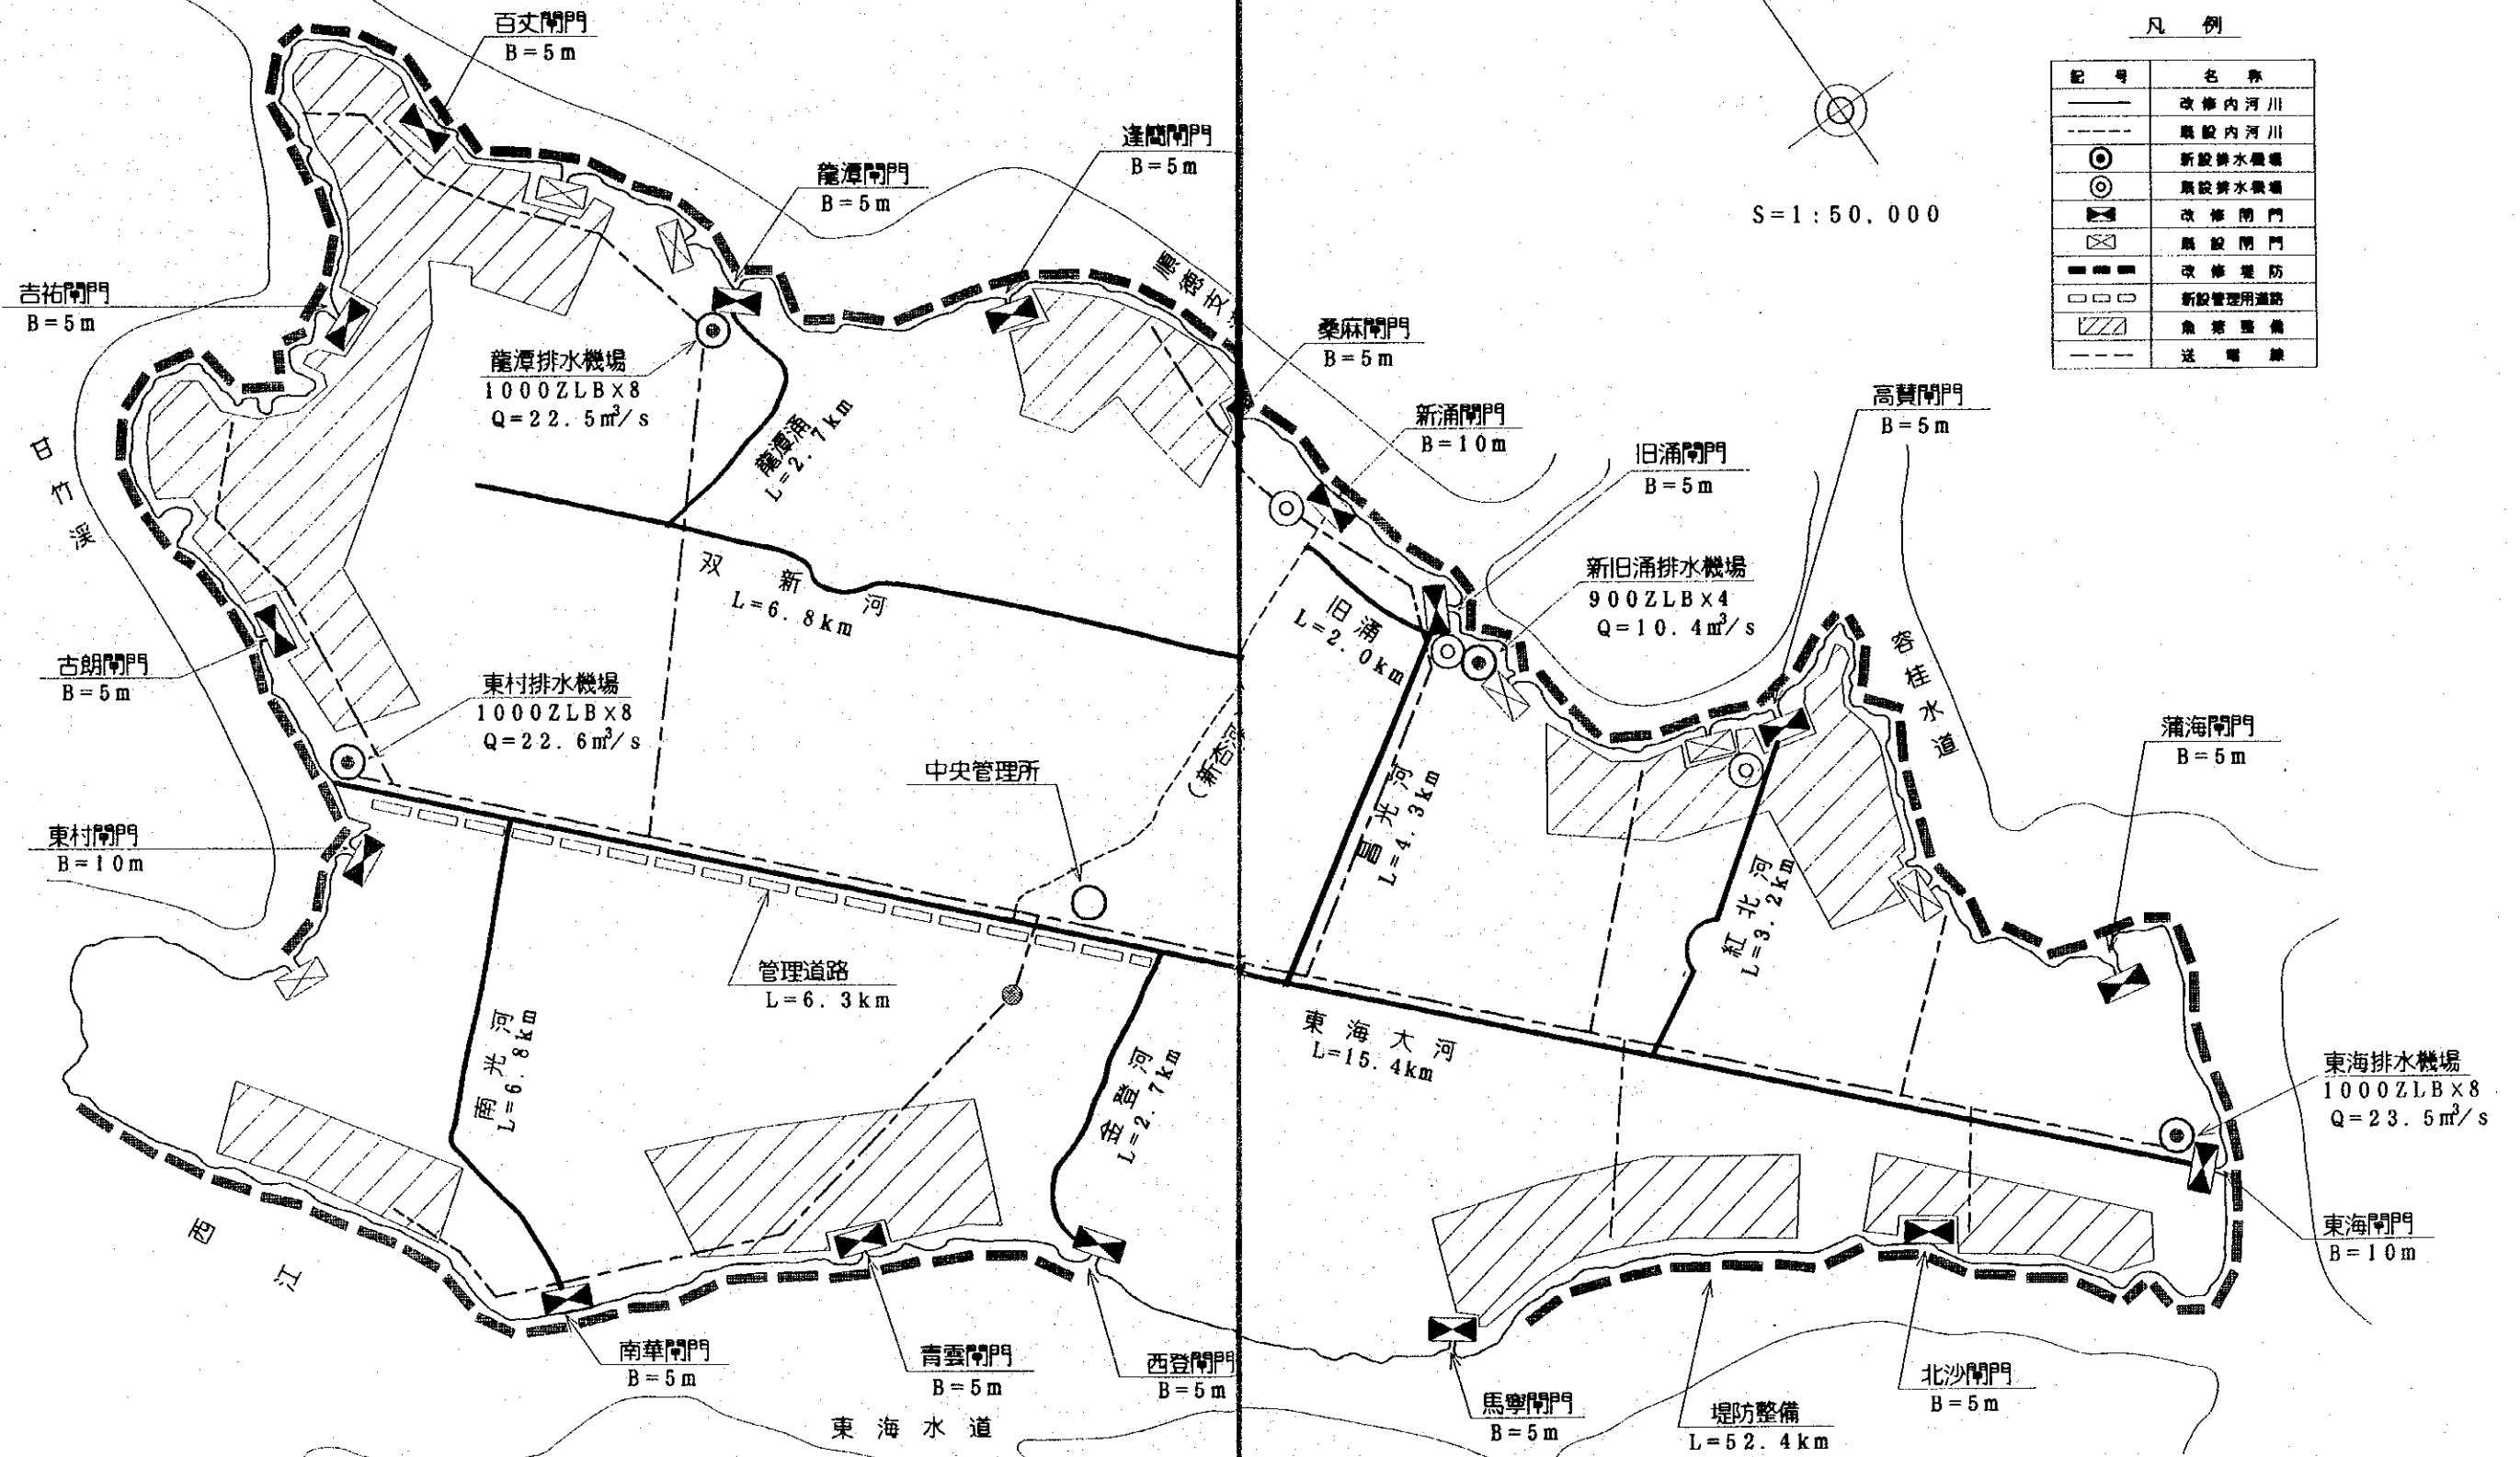 百丈閘門
B=5m
逢簡閘門
B=5m
龍潭閘門
B=5m
順徳支
吉祐閘門
B=5m
龍潭排水機場
1000ZLB×8
Q=22.5m³/s
龍潭涌
L=2.7km
桑麻閘門
B=5m
新涌閘門
B=10m
旧涌閘門
B=5m
高賛閘門
B=5m
S=1:50,000
凡例
記号 名称
改修内河川
既設内河川
新設排水機場
既設排水機場
改修閘門
既設閘門
改修堤防
新設管理用道路
魚塘整備
送電線
甘竹溪
双新河
L=6.8km
新旧涌排水機場
900ZLB×4
Q=10.4m³/s
旧涌
L=2.0km
容桂水道
古朗閘門
B=5m
東村排水機場
1000ZLB×8
Q=22.6m³/s
中央管理所
(新杏河
昌光河
L=4.3km
紅北河
L=3.2km
蒲海閘門
B=5m
東村閘門
B=10m
管理道路
L=6.3km
南光河
L=6.8km
金登河
L=2.7km
東海大河
L=15.4km
東海排水機場
1000ZLB×8
Q=23.5m³/s
東海閘門
B=10m
西江
南華閘門
B=5m
青雲閘門
B=5m
西登閘門
B=5m
馬寧閘門
B=5m
堤防整備
L=52.4km
北沙閘門
B=5m
東海水道